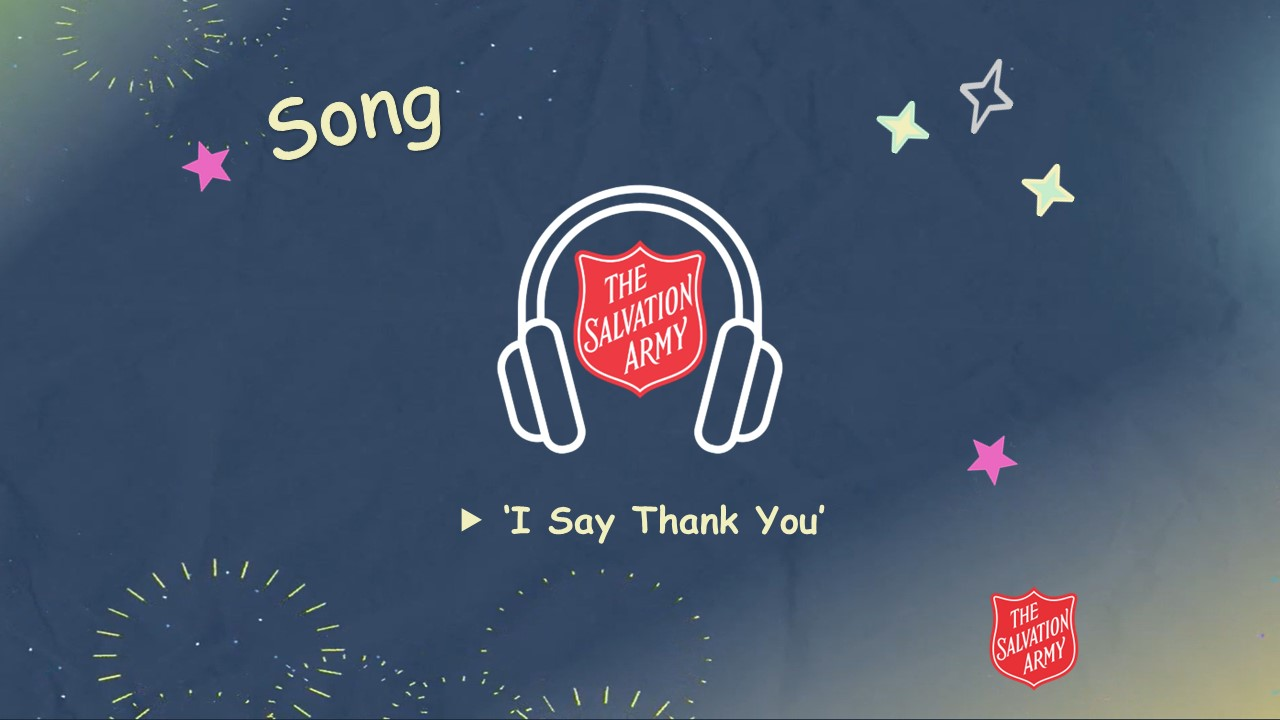 Song
THE
SALVATION
ARMY
‘I Say Thank You’
THE
SALVATION
ARMY